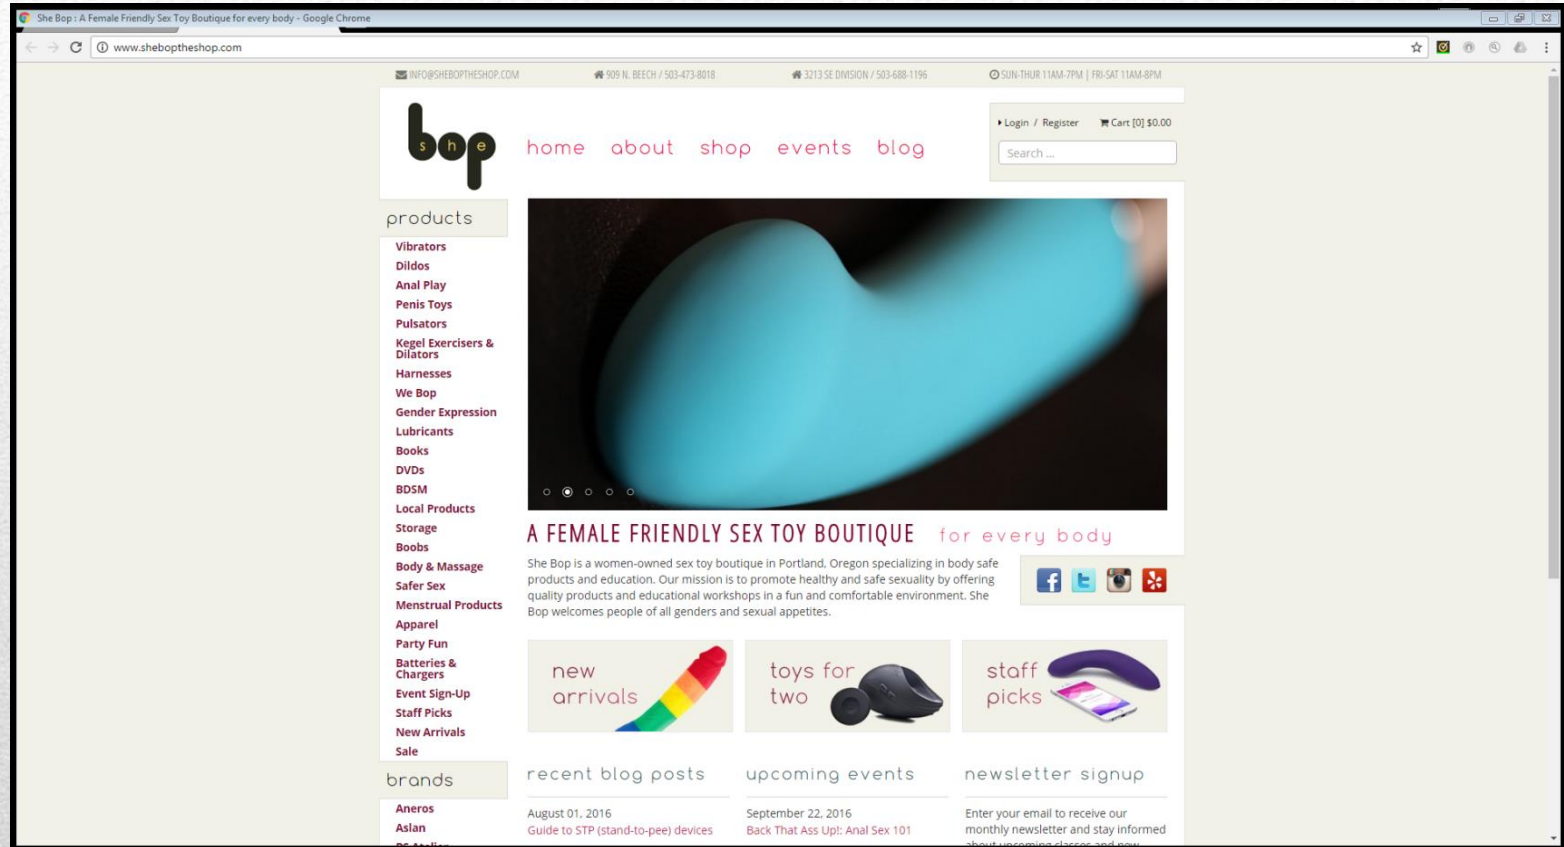 She Bop : A Female Friendly Sex Toy Boutique for every body - Google Chrome
www.sheboptheshop.com
INFO@SHEBOPTHESHOP.COM
909 N. BEECH / 503-473-8018
3213 SE DIVISION / 503-688-1196
SUN-THUR 11AM-7PM | FRI-SAT 11AM-8PM
she bop
home about shop events blog
Login / Register Cart [0] $0.00
Search ...
products
Vibrators
Dildos
Anal Play
Penis Toys
Pulsators
Kegel Exercisers &
Dilators
Harnesses
We Bop
Gender Expression
Lubricants
Books
DVDs
BDSM
Local Products
Storage
Boobs
Body & Massage
Safer Sex
Menstrual Products
Apparel
Party Fun
Batteries &
Chargers
Event Sign-Up
Staff Picks
New Arrivals
Sale
brands
Aneros
Aslan
A FEMALE FRIENDLY SEX TOY BOUTIQUE for every body
She Bop is a women-owned sex toy boutique in Portland, Oregon specializing in body safe
products and education. Our mission is to promote healthy and safe sexuality by offering
quality products and educational workshops in a fun and comfortable environment. She
Bop welcomes people of all genders and sexual appetites.
new
arrivals
toys for
two
staff
picks
recent blog posts
August 01, 2016
Guide to STP (stand-to-pee) devices
upcoming events
September 22, 2016
Back That Ass Up!: Anal Sex 101
newsletter signup
Enter your email to receive our
monthly newsletter and stay informed
about upcoming classes and new